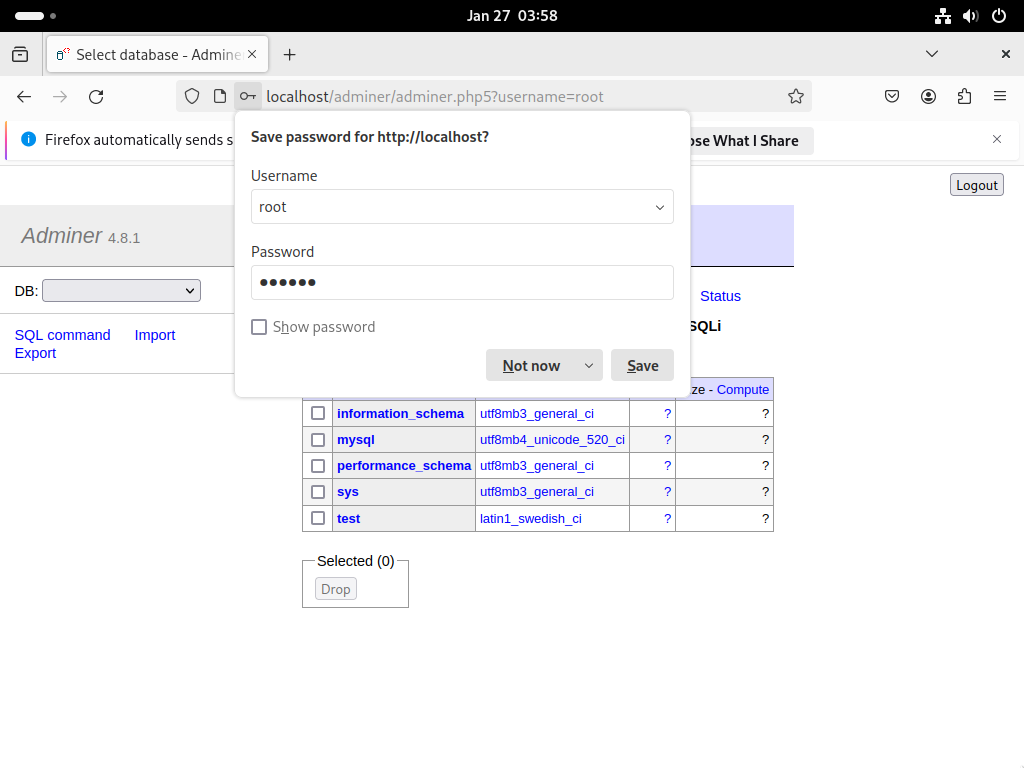 Jan 27  03:58
Select database - Admine
localhost/adminer/adminer.php5?username=root
Firefox automatically sends s
ose What I Share
Save password for http://localhost?
Username
root
Password
••••••
Show password
Not now
Save
Logout
Adminer 4.8.1
DB:
SQL command
Import
Export
Status
SQLi
ze - Compute
information_schema utf8mb3_general_ci ? ?
mysql utf8mb4_unicode_520_ci ? ?
performance_schema utf8mb3_general_ci ? ?
sys utf8mb3_general_ci ? ?
test latin1_swedish_ci ? ?
Selected (0)
Drop